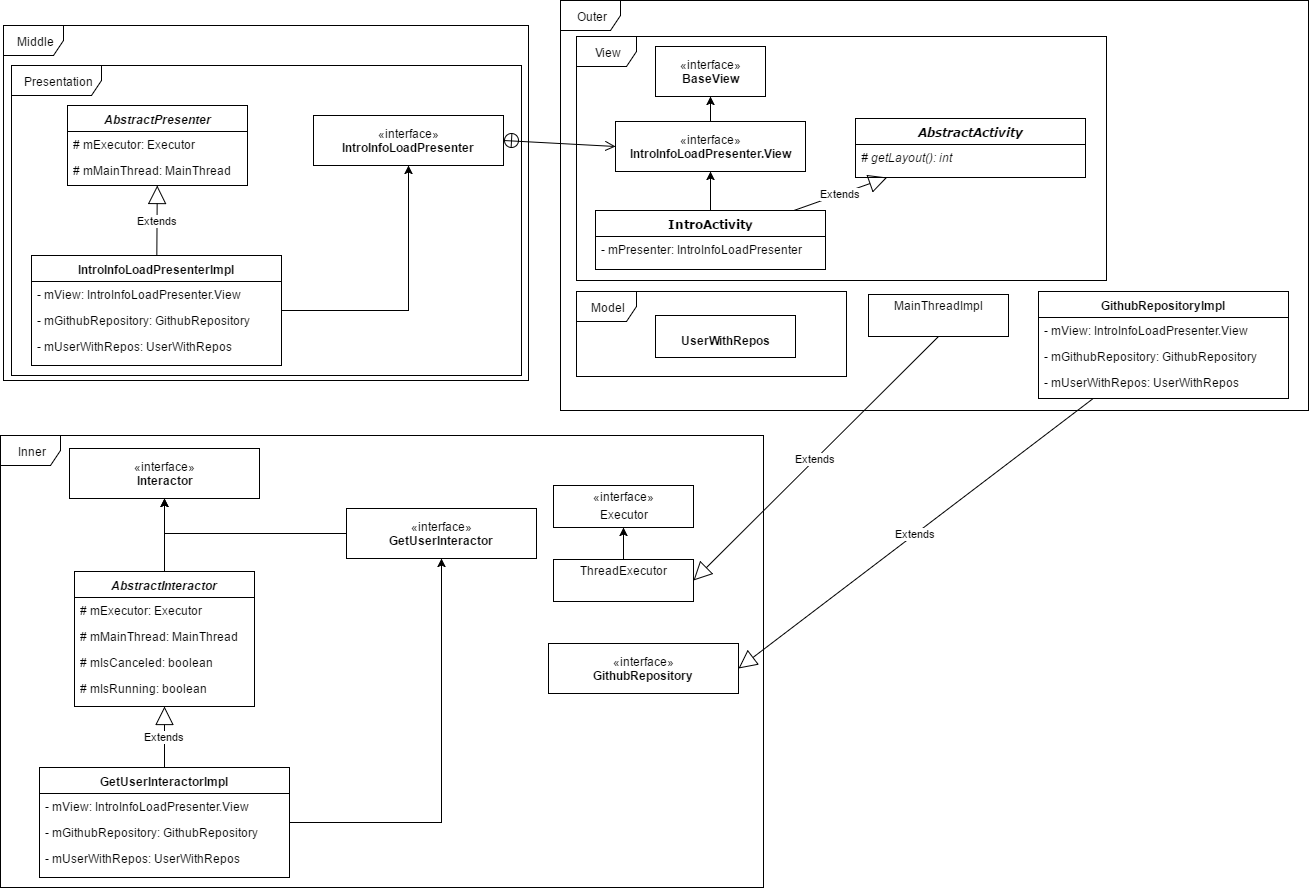 Middle
Presentation
AbstractPresenter
# mExecutor: Executor
# mMainThread: MainThread
Extends
IntroInfoLoadPresenterImpl
- mView: IntroInfoLoadPresenter.View
- mGithubRepository: GithubRepository
- mUserWithRepos: UserWithRepos
«interface»
IntroInfoLoadPresenter
Outer
View
«interface»
BaseView
«interface»
IntroInfoLoadPresenter.View
AbstractActivity
# getLayout(): int
Extends
IntroActivity
- mPresenter: IntroInfoLoadPresenter
Model
UserWithRepos
MainThreadImpl
GithubRepositoryImpl
- mView: IntroInfoLoadPresenter.View
- mGithubRepository: GithubRepository
- mUserWithRepos: UserWithRepos
Extends
Extends
Inner
«interface»
Interactor
«interface»
GetUserInteractor
AbstractInteractor
# mExecutor: Executor
# mMainThread: MainThread
# mIsCanceled: boolean
# mIsRunning: boolean
Extends
GetUserInteractorImpl
- mView: IntroInfoLoadPresenter.View
- mGithubRepository: GithubRepository
- mUserWithRepos: UserWithRepos
«interface»
Executor
ThreadExecutor
«interface»
GithubRepository